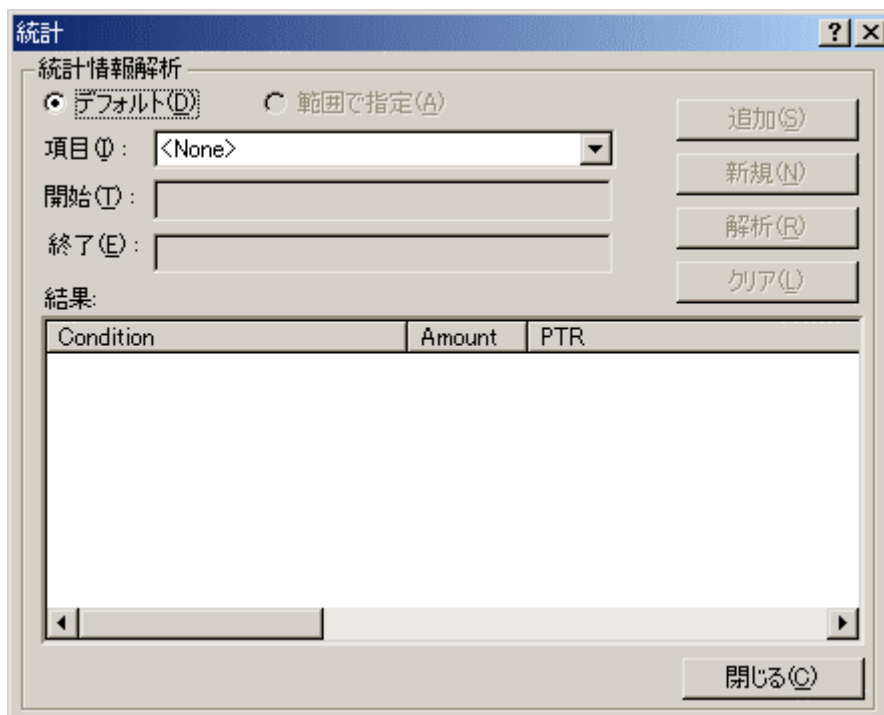 統計
統計情報解析
デフォルト(D) 範囲で指定(A)
追加(S)
項目(I): <None>
新規(N)
開始(T):
解析(R)
終了(E):
クリア(L)
結果:
Condition Amount PTR
閉じる(C)